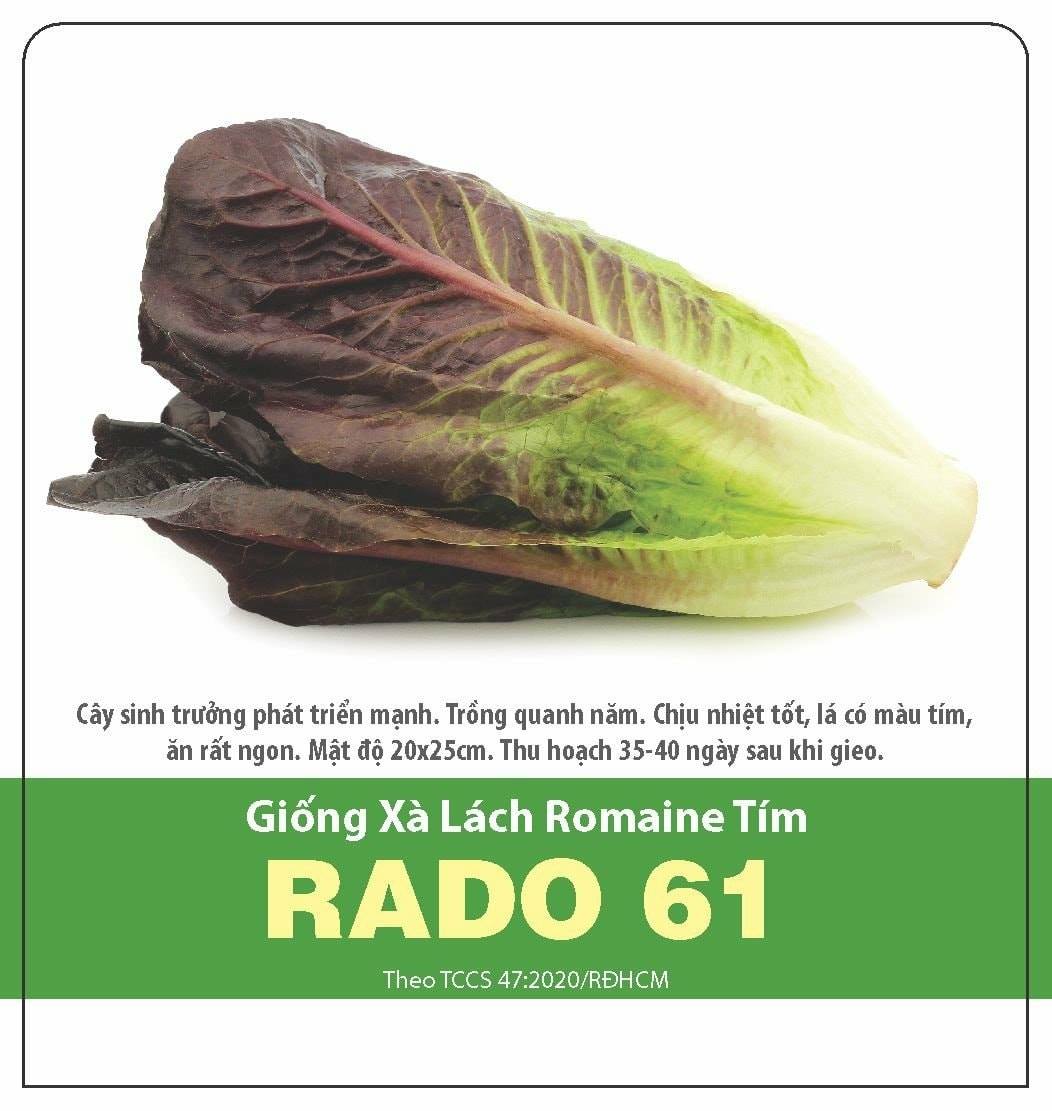 Cây sinh trưởng phát triển mạnh. Trồng quanh năm. Chịu nhiệt tốt, lá có màu tím,
ăn rất ngon. Mật độ 20x25cm. Thu hoạch 35-40 ngày sau khi gieo.
Giống Xà Lách Romaine Tím
RADO 61
Theo TCCS 47:2020/RĐHCM